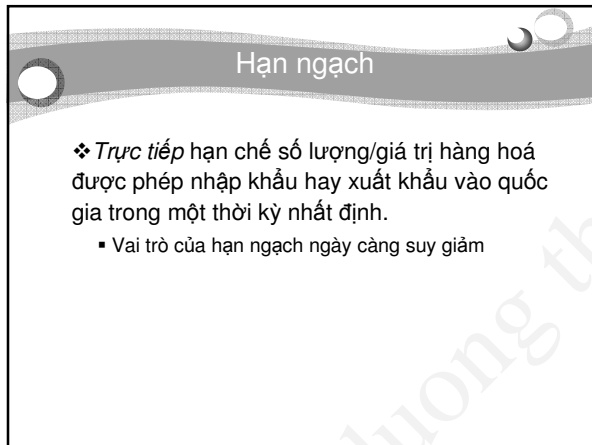 Hạn ngạch
❖ Trực tiếp hạn chế số lượng/giá trị hàng hoá
được phép nhập khẩu hay xuất khẩu vào quốc
gia trong một thời kỳ nhất định.
▪ Vai trò của hạn ngạch ngày càng suy giảm